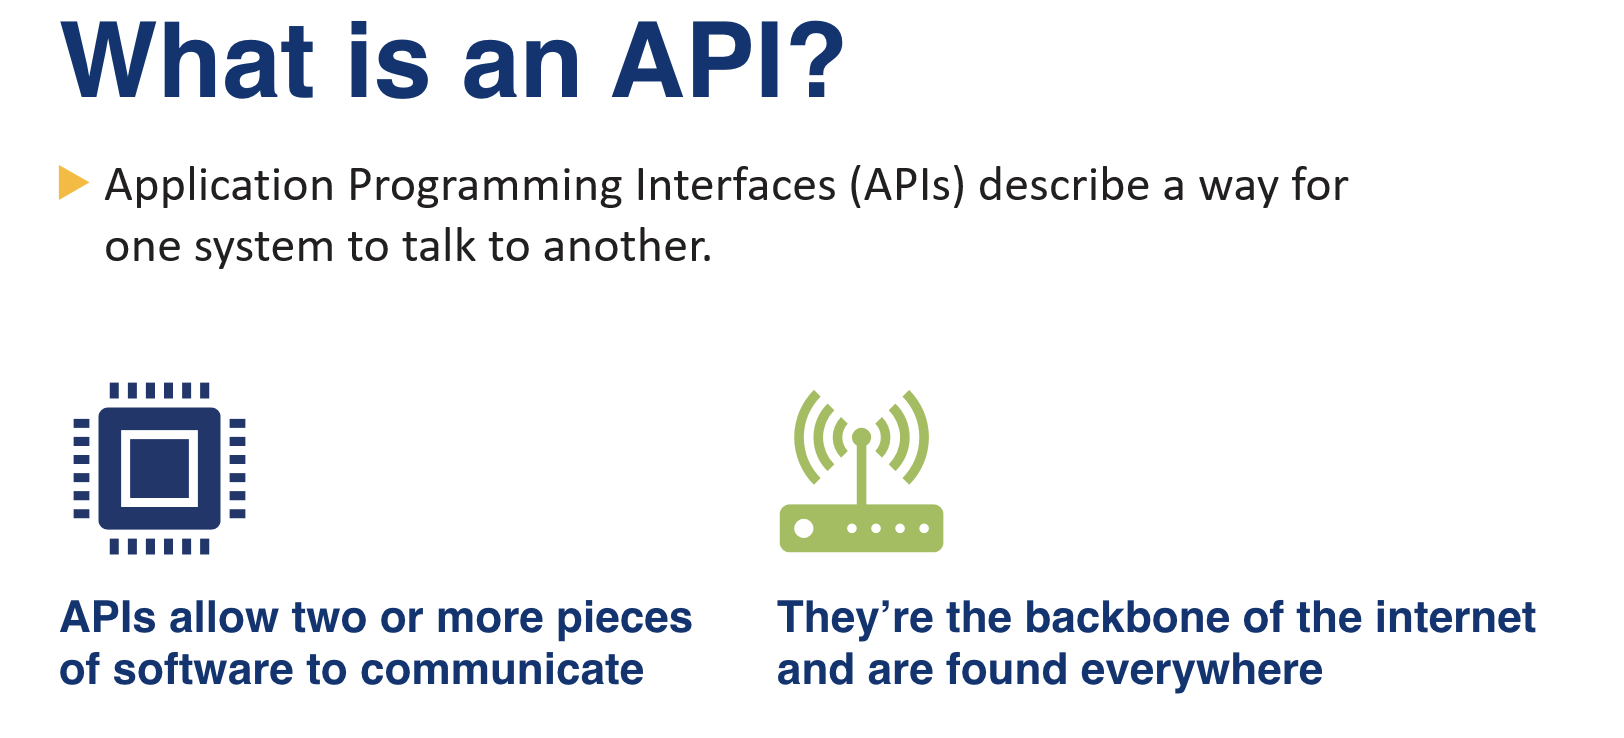 What is an API?
Application Programming Interfaces (APIs) describe a way for
one system to talk to another.
APIs allow two or more pieces
of software to communicate
They’re the backbone of the internet
and are found everywhere